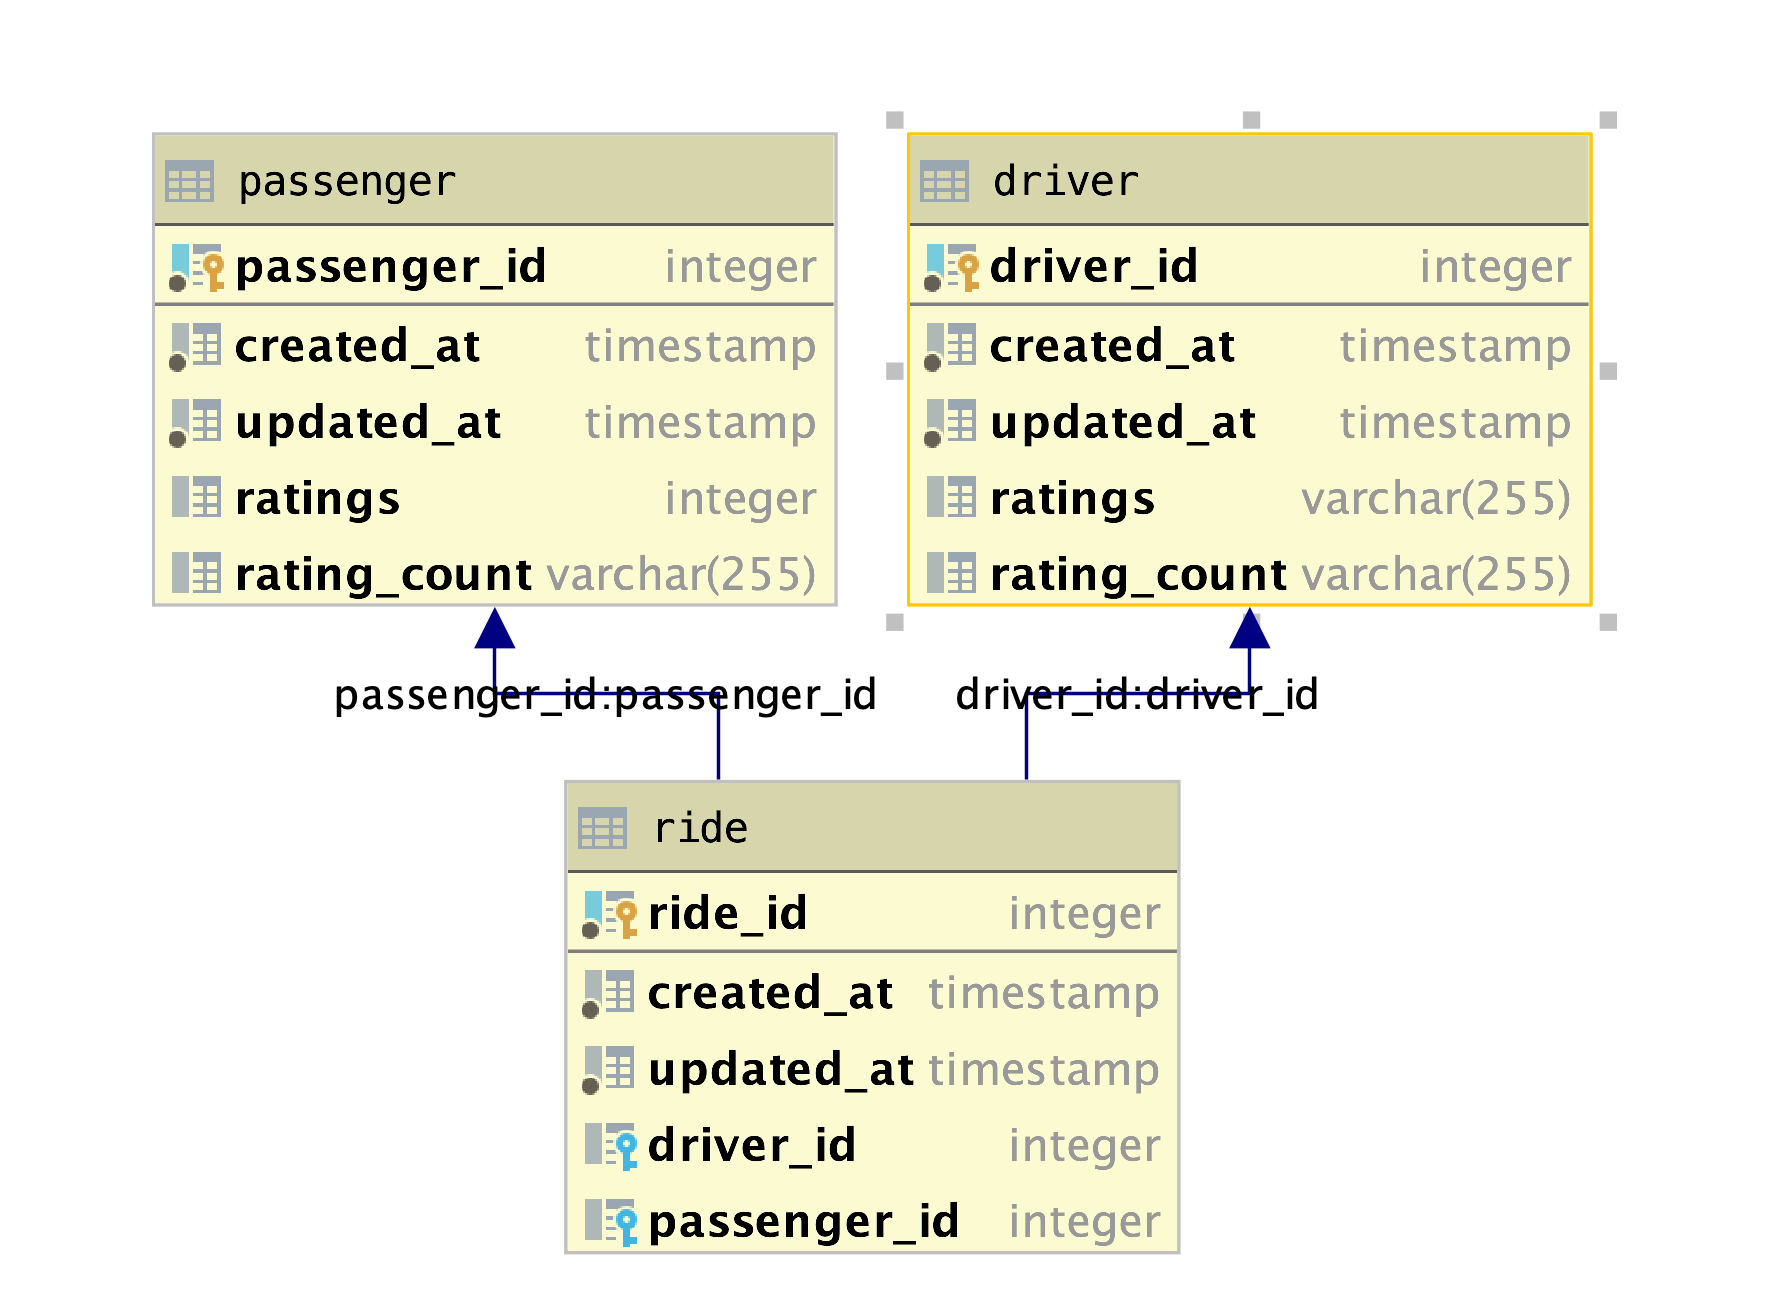 passenger
passenger_id integer
created_at timestamp
updated_at timestamp
ratings integer
rating_count varchar(255)
driver
driver_id integer
created_at timestamp
updated_at timestamp
ratings varchar(255)
rating_count varchar(255)
passenger_id:passenger_id
driver_id:driver_id
ride
ride_id integer
created_at timestamp
updated_at timestamp
driver_id integer
passenger_id integer